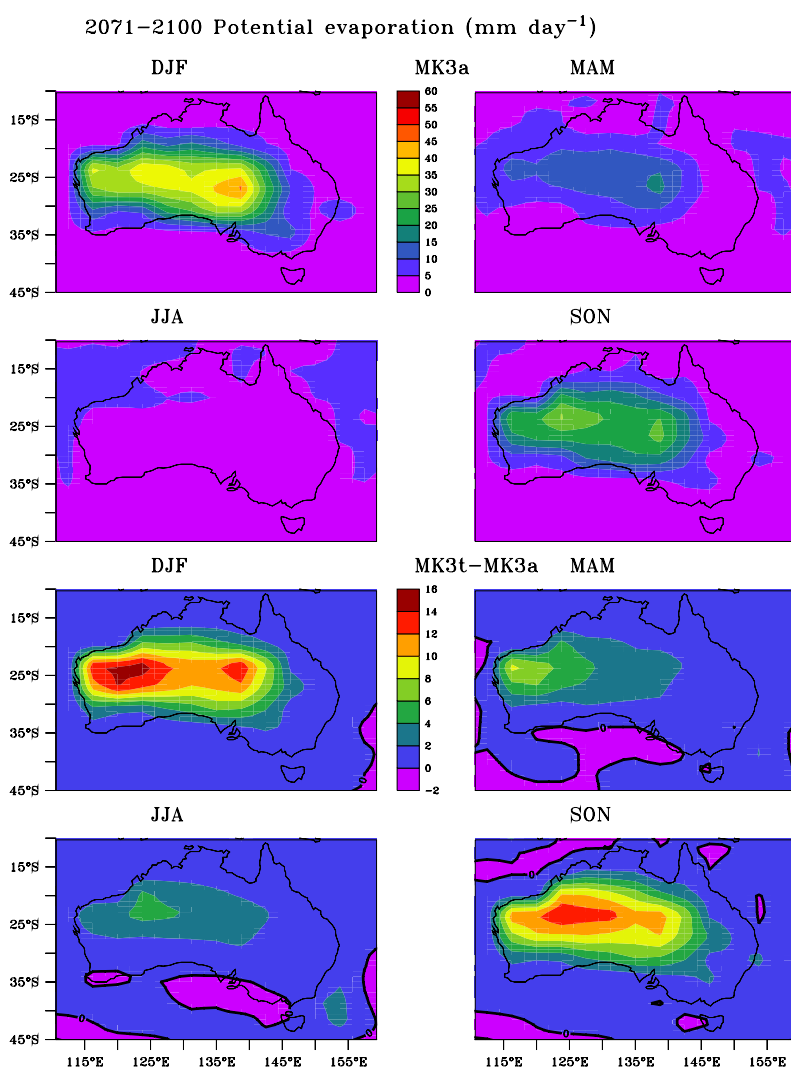 2071−2100 Potential evaporation (mm day−1)
DJF MK3a MAM
60
55
50
45
40
35
30
25
20
15
10
5
0
15°S
25°S
35°S
45°S
JJA SON
15°S
25°S
35°S
45°S
DJF MK3t−MK3a MAM
16
14
12
10
8
6
4
2
0
−2
15°S
25°S
35°S
45°S
0
0
JJA SON
15°S
25°S
35°S
45°S
0
0
0
0
115°E 125°E 135°E 145°E 155°E
115°E 125°E 135°E 145°E 155°E